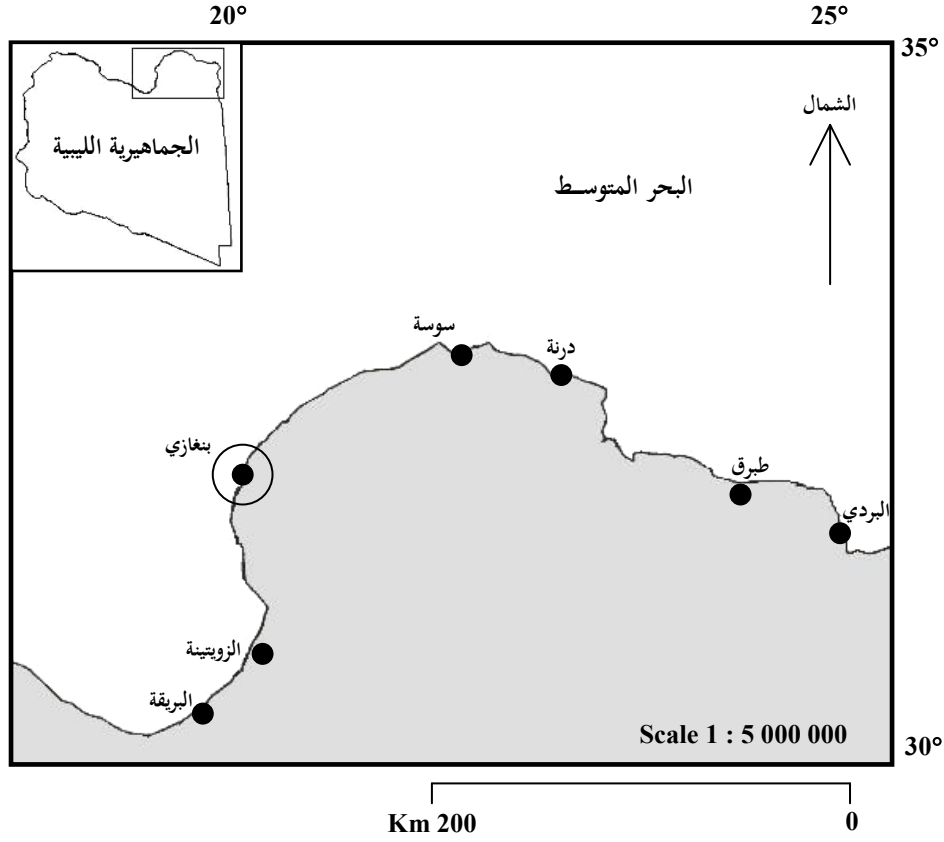 20°
25°
35°
الجماهيرية الليبية
الشمال
البحر المتوسـط
سوسة
درنة
بنغازي
طبرق
البردي
الزويتينة
البريقة
Scale 1 : 5 000 000
30°
Km 200
0